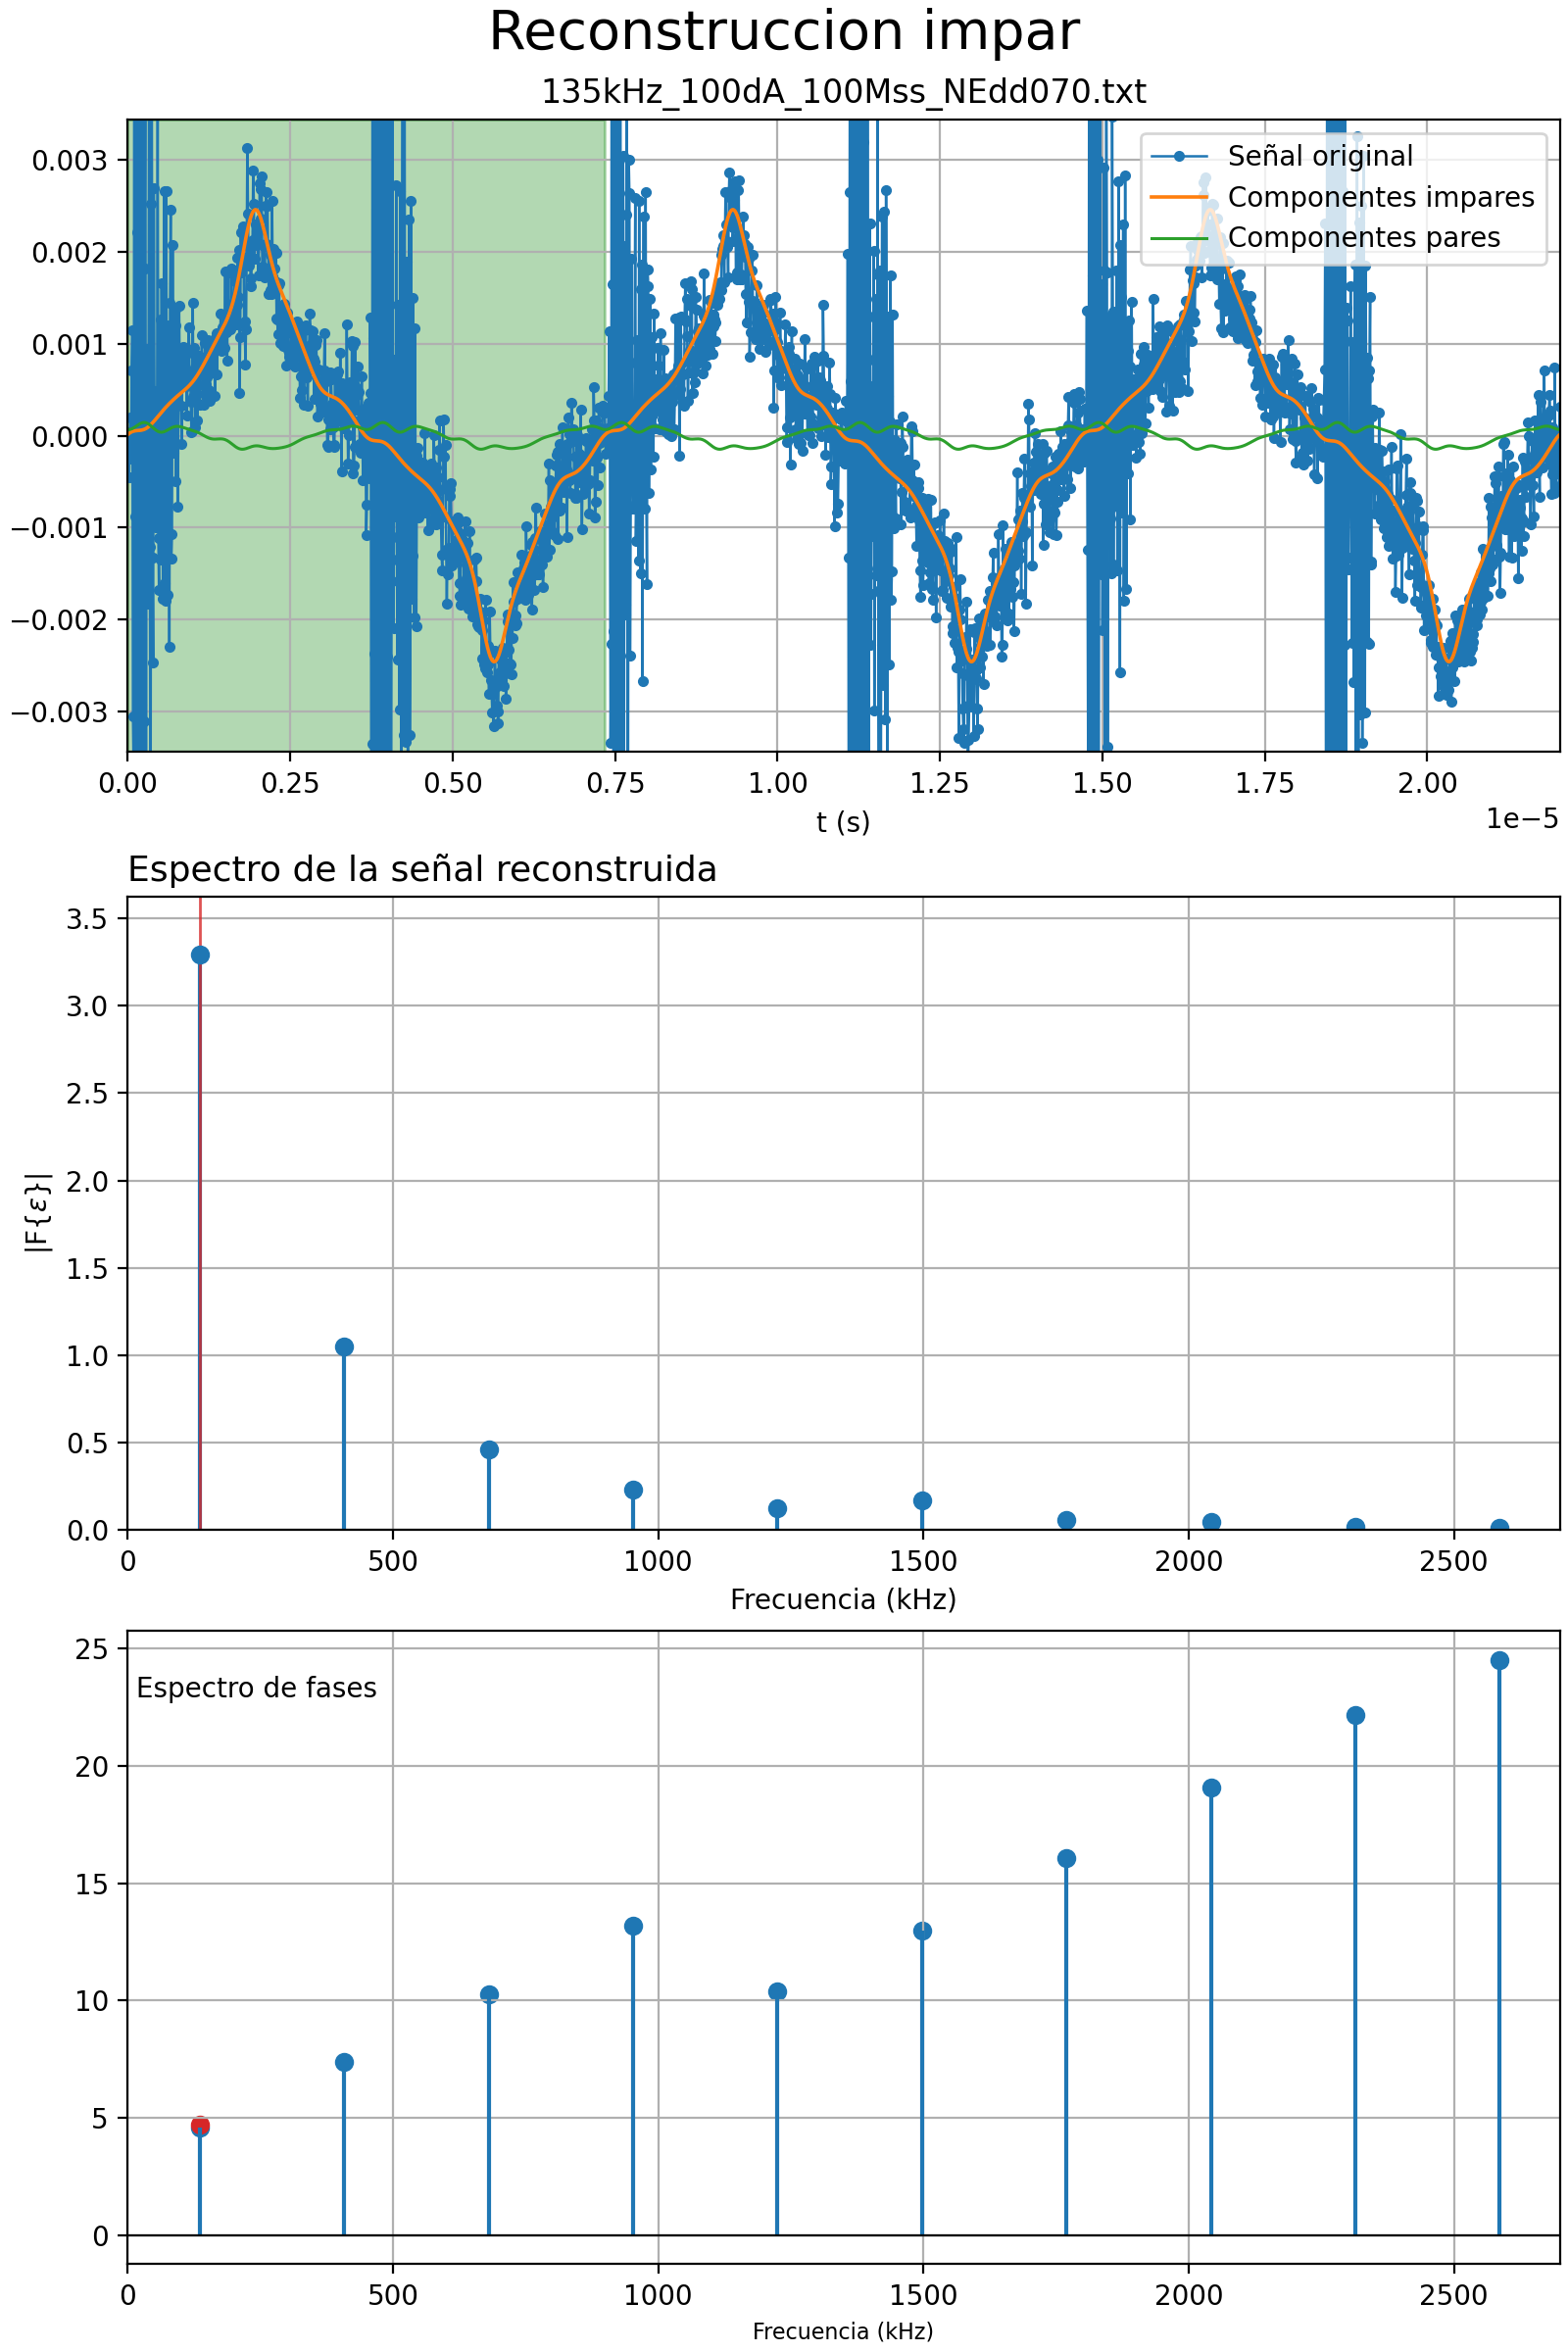 Reconstruccion impar
135kHz_100dA_100Mss_NEdd070.txt
0.003
0.002
0.001
0.000
−0.001
−0.002
−0.003
Señal original
Componentes impares
Componentes pares
0.00 0.25 0.50 0.75 1.00 1.25 1.50 1.75 2.00
1e−5
t (s)
Espectro de la señal reconstruida
3.5
3.0
2.5
2.0
1.5
1.0
0.5
0.0
|F{ε}|
0 500 1000 1500 2000 2500
Frecuencia (kHz)
25
20
15
10
5
0
Espectro de fases
0 500 1000 1500 2000 2500
Frecuencia (kHz)